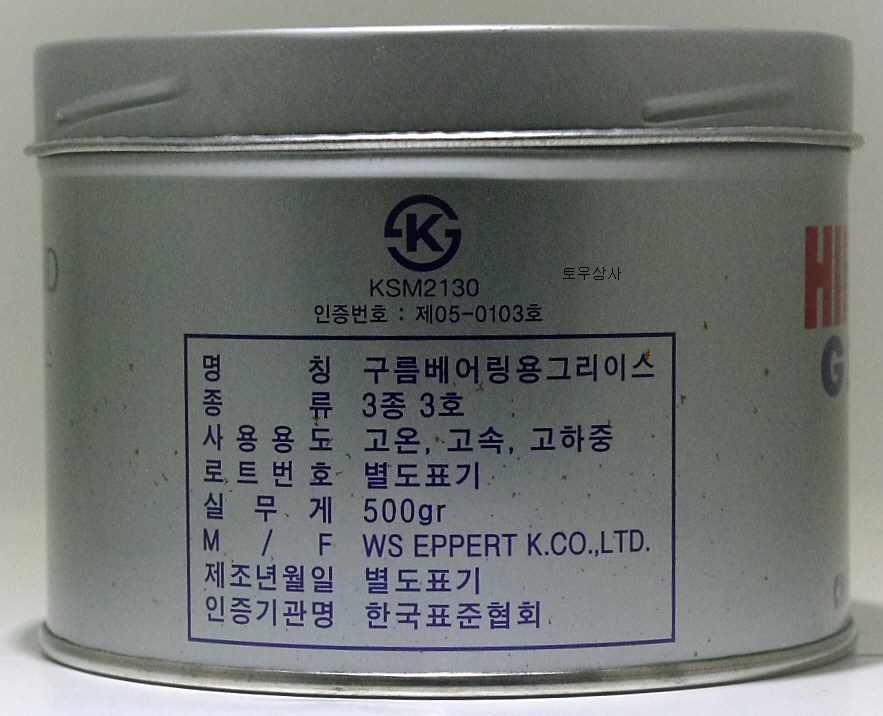 K
KSM2130
토우상사
인증번호 : 제05-0103호
명 칭 구름베어링용그리이스
종 류 3종 3호
사용용도 고온, 고속, 고하중
로트번호 별도표기
실 무 게 500gr
M / F WS EPPERT K.CO.,LTD.
제조년월일 별도표기
인증기관명 한국표준협회
HI
G